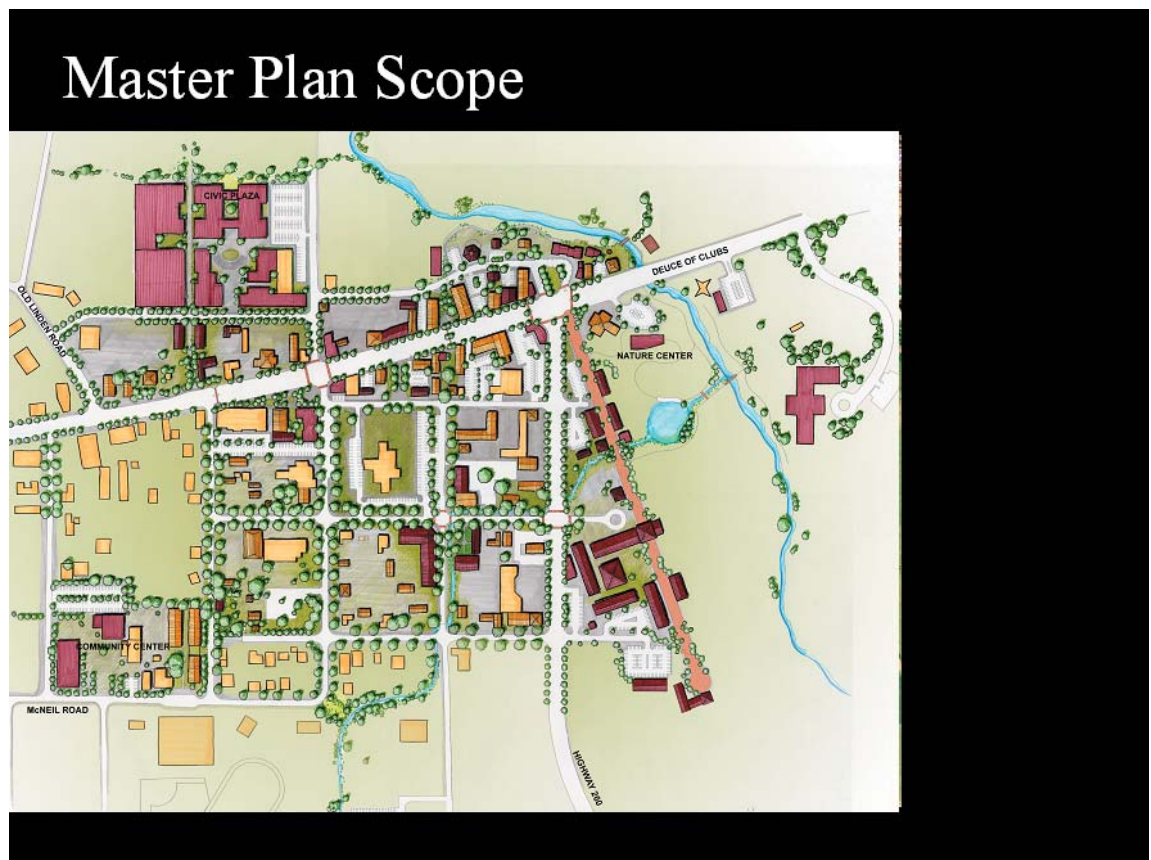 Master Plan Scope
CIVIC PLAZA
DEUCE OF CLUBS
OLD LINDEN ROAD
NATURE CENTER
COMMUNITY CENTER
McNEIL ROAD
HIGHWAY 260